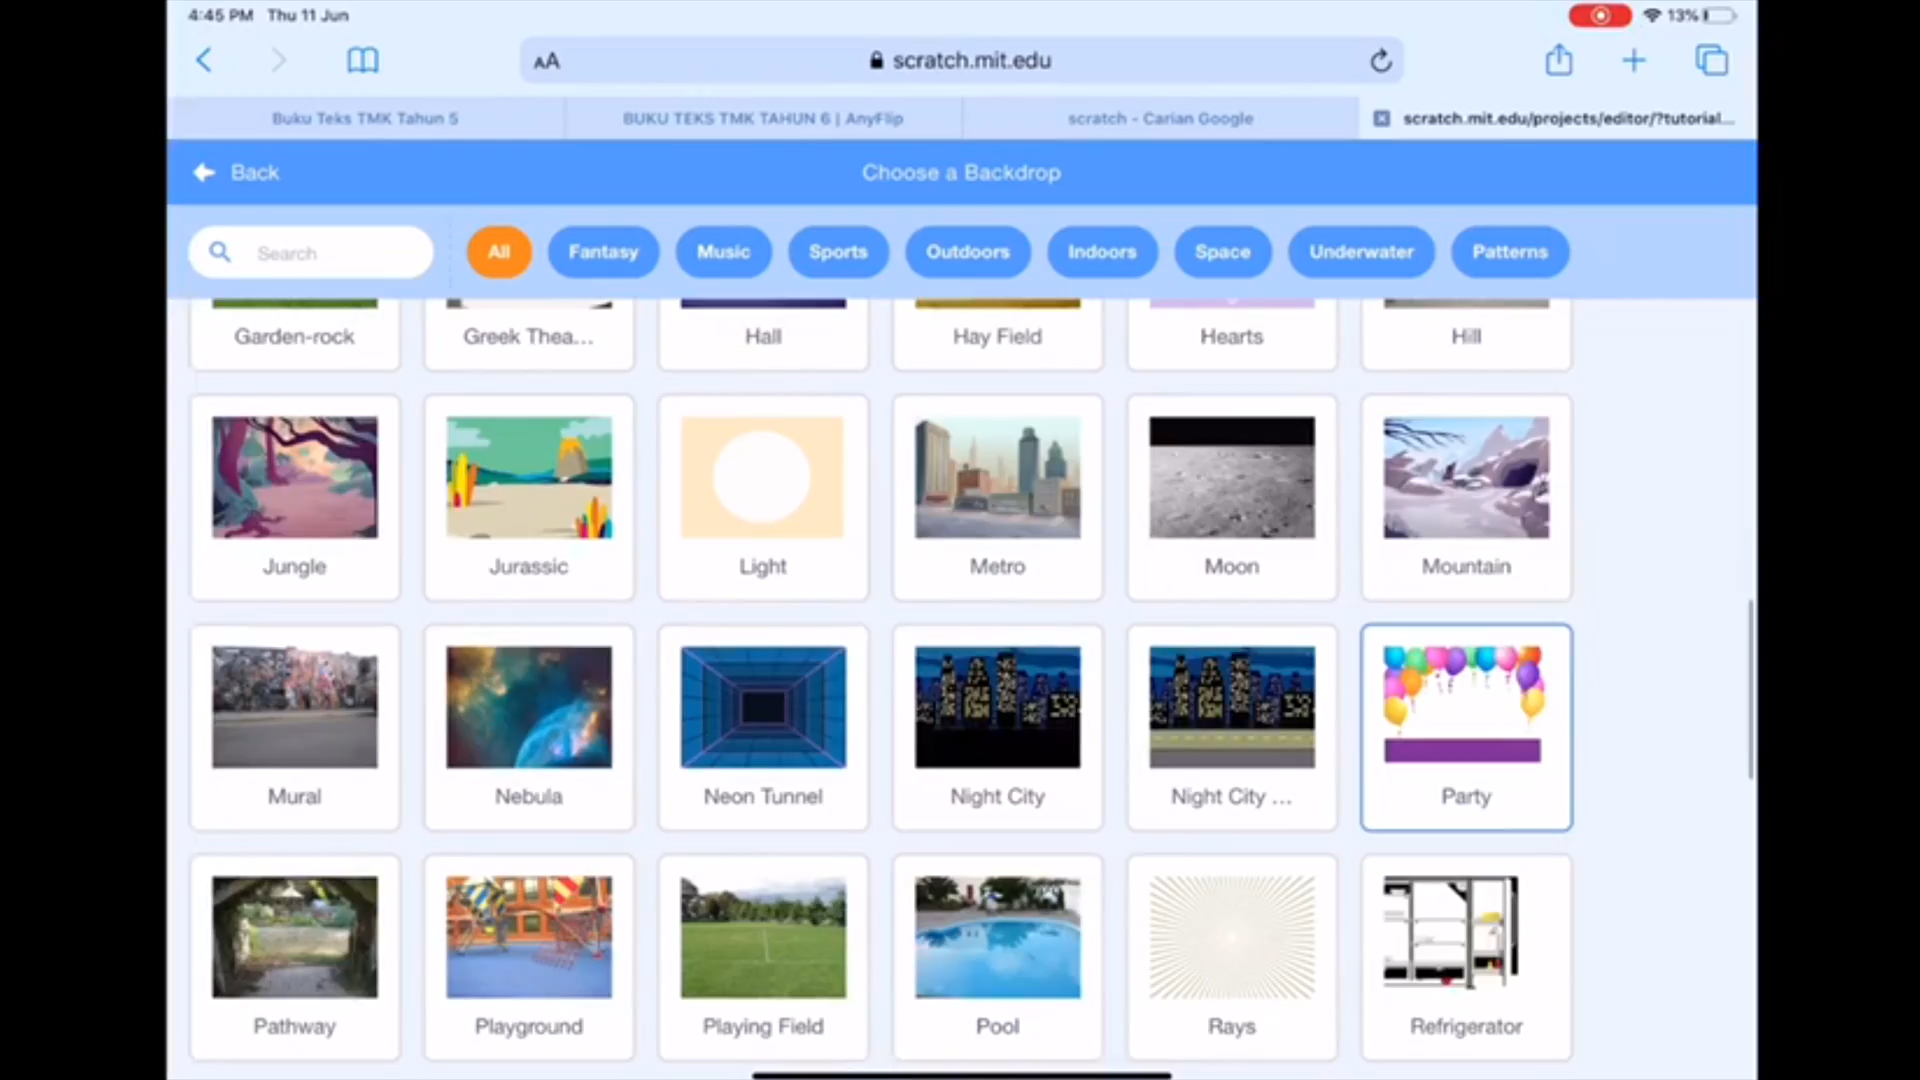 4:45 PM Thu 11 Jun
13%
AA
scratch.mit.edu
Buku Teks TMK Tahun 5
BUKU TEKS TMK TAHUN 6 | AnyFlip
scratch - Carian Google
scratch.mit.edu/projects/editor/?tutorial...
Back
Choose a Backdrop
Search
All
Fantasy
Music
Sports
Outdoors
Indoors
Space
Underwater
Patterns
Garden-rock
Greek Thea...
Hall
Hay Field
Hearts
Hill
Jungle
Jurassic
Light
Metro
Moon
Mountain
Mural
Nebula
Neon Tunnel
Night City
Night City ...
Party
Pathway
Playground
Playing Field
Pool
Rays
Refrigerator